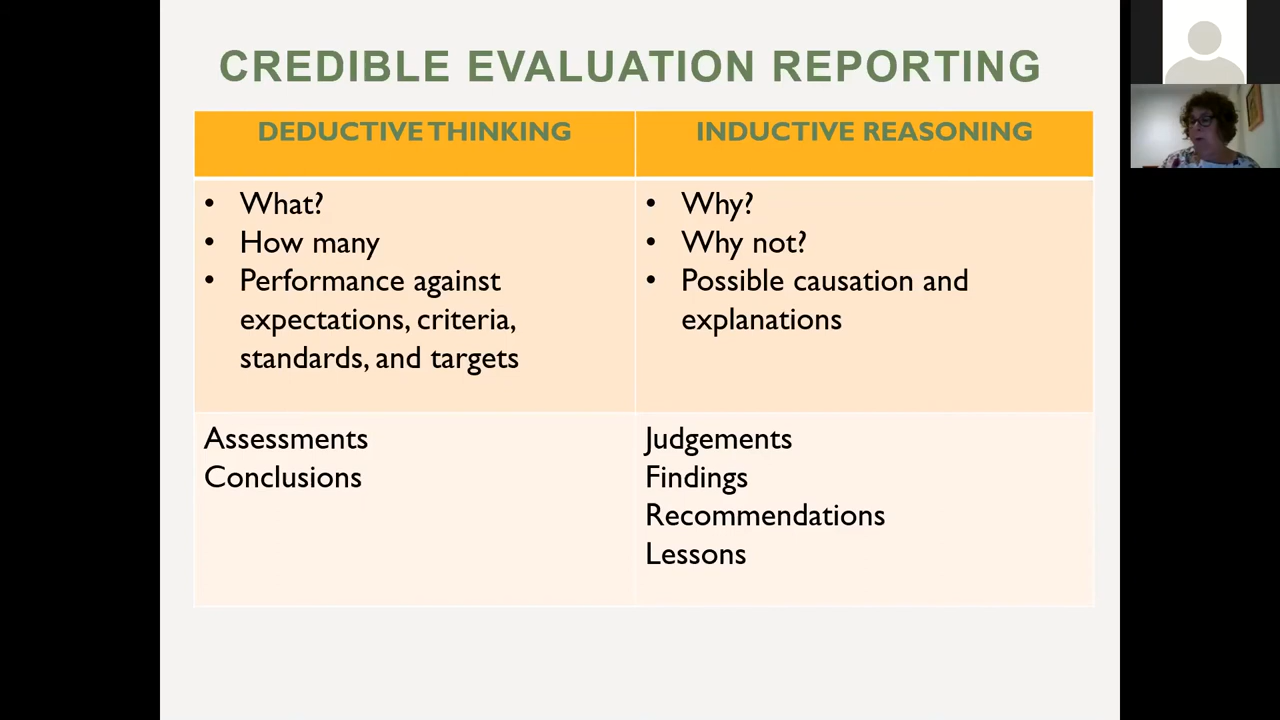 CREDIBLE EVALUATION REPORTING
DEDUCTIVE THINKING
INDUCTIVE REASONING
• What?
• How many
• Performance against
expectations, criteria,
standards, and targets
• Why?
• Why not?
• Possible causation and
explanations
Assessments
Conclusions
Judgements
Findings
Recommendations
Lessons